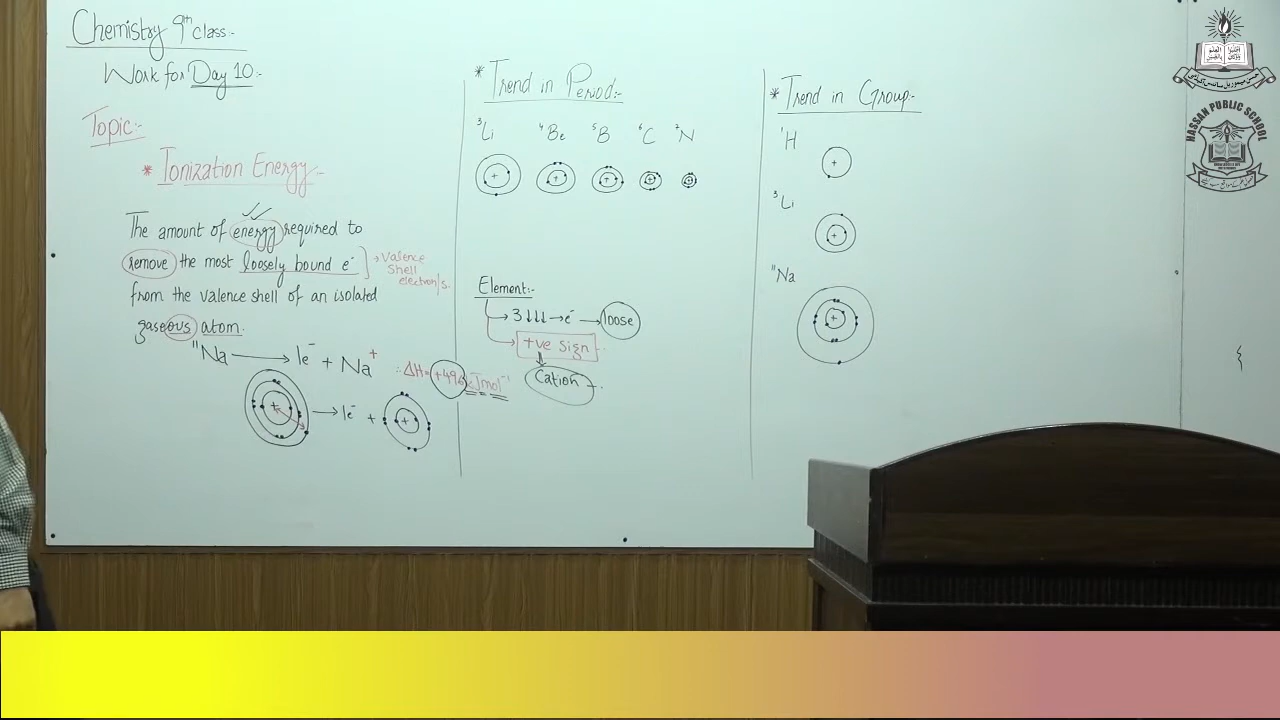 Chemistry 9th class:-
Work for Day 10:-
Topic:-
* Ionization Energy:-
The amount of energy required to
remove the most loosely bound e⁻
→ Valence
Shell
electron/s.
from the valence shell of an isolated
gaseous atom.
¹¹Na → 1e⁻ + Na⁺
∴ ΔH= +496 kJmol⁻¹
+ → 1e⁻ + +
* Trend in Period:-
³Li ⁴Be ⁵B ⁶C ⁷N
+ + + + +
Element:-
→ 3↓↓↓ → e⁻ → loose
→ +ve sign
Cation
* Trend in Group:-
¹H
+
³Li
+
¹¹Na
+
HASSAN PUBLIC SCHOOL